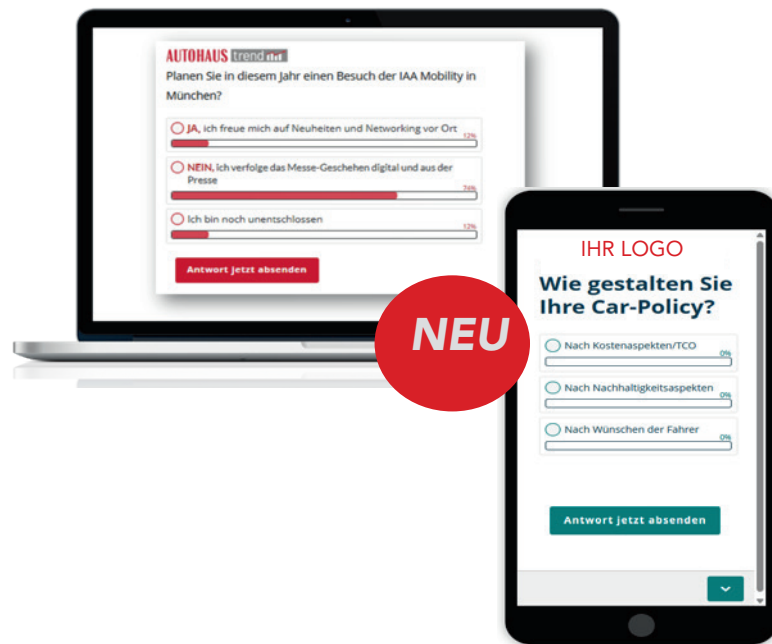 AUTOHAUS trend
Planen Sie in diesem Jahr einen Besuch der IAA Mobility in
München?
JA, ich freue mich auf Neuheiten und Networking vor Ort
12%
NEIN, ich verfolge das Messe-Geschehen digital und aus der
Presse
74%
Ich bin noch unentschlossen
12%
Antwort jetzt absenden
NEU
IHR LOGO
Wie gestalten Sie
Ihre Car-Policy?
Nach Kostenaspekten/TCO
0%
Nach Nachhaltigkeitsaspekten
0%
Nach Wünschen der Fahrer
0%
Antwort jetzt absenden